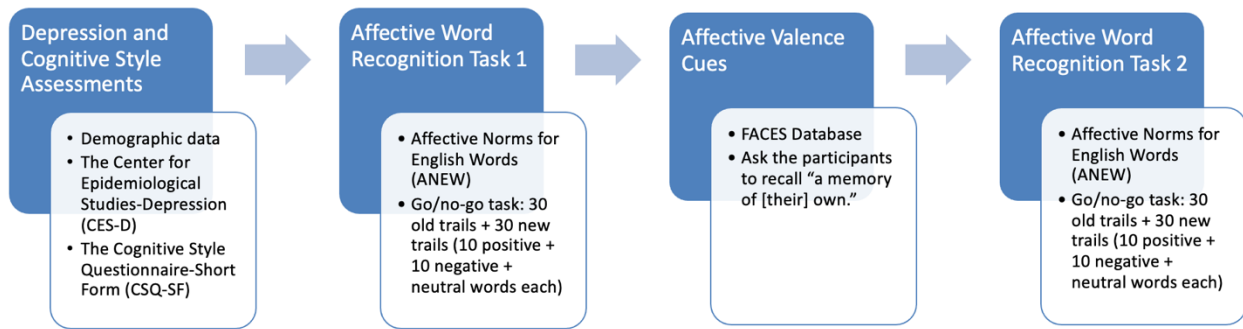 Depression and
Cognitive Style
Assessments
• Demographic data
• The Center for
Epidemiological
Studies-Depression
(CES-D)
• The Cognitive Style
Questionnaire-Short
Form (CSQ-SF)
Affective Word
Recognition Task 1
• Affective Norms for
English Words
(ANEW)
• Go/no-go task: 30
old trails + 30 new
trails (10 positive +
10 negative +
neutral words each)
Affective Valence
Cues
• FACES Database
• Ask the participants
to recall “a memory
of [their] own.”
Affective Word
Recognition Task 2
• Affective Norms for
English Words
(ANEW)
• Go/no-go task: 30
old trails + 30 new
trails (10 positive +
10 negative +
neutral words each)